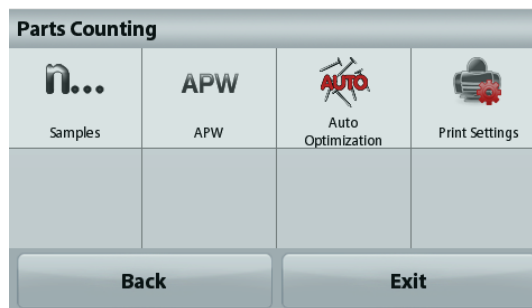 Parts Counting
n...
APW
AUTO
Samples
APW
Auto
Optimization
Print Settings
Back
Exit